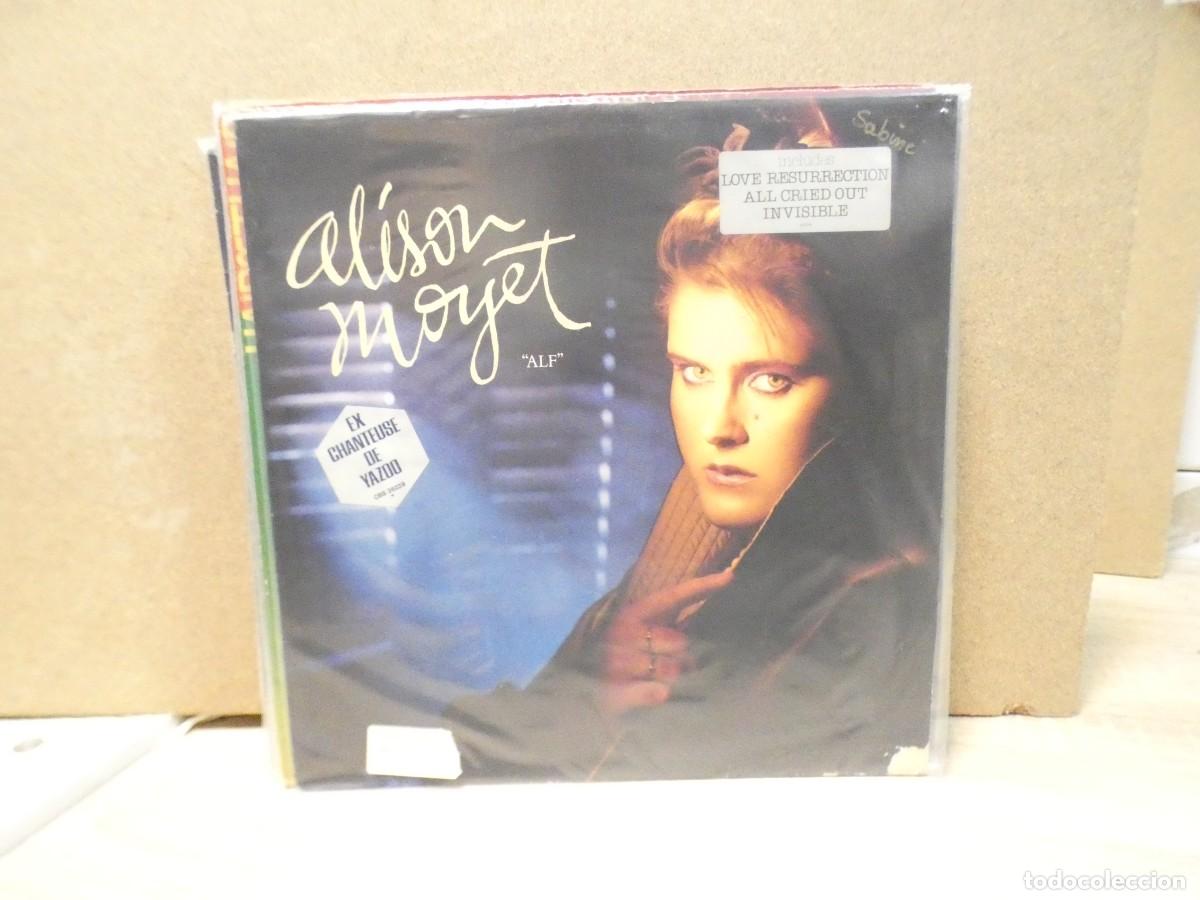 Sabine
includes
LOVE RESURRECTION
ALL CRIED OUT
INVISIBLE
alison
moyet
"ALF"
EX
CHANTEUSE
DE
YAZOO
todocoleccion